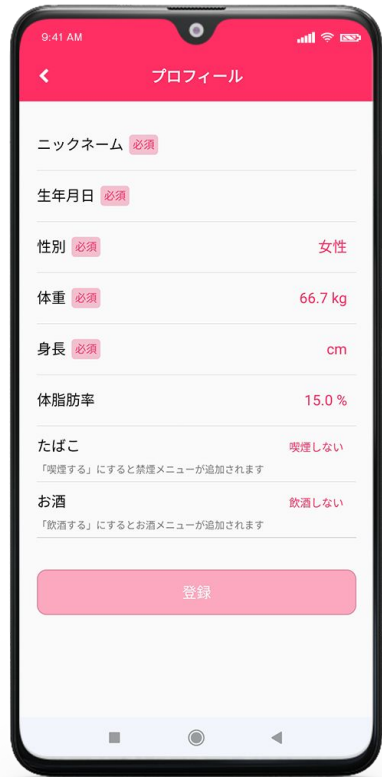 9:41 AM
プロフィール
ニックネーム 必須
生年月日 必須
性別 必須 女性
体重 必須 66.7 kg
身長 必須 cm
体脂肪率 15.0 %
たばこ 喫煙しない
「喫煙する」にすると禁煙メニューが追加されます
お酒 飲酒しない
「飲酒する」にするとお酒メニューが追加されます
登録